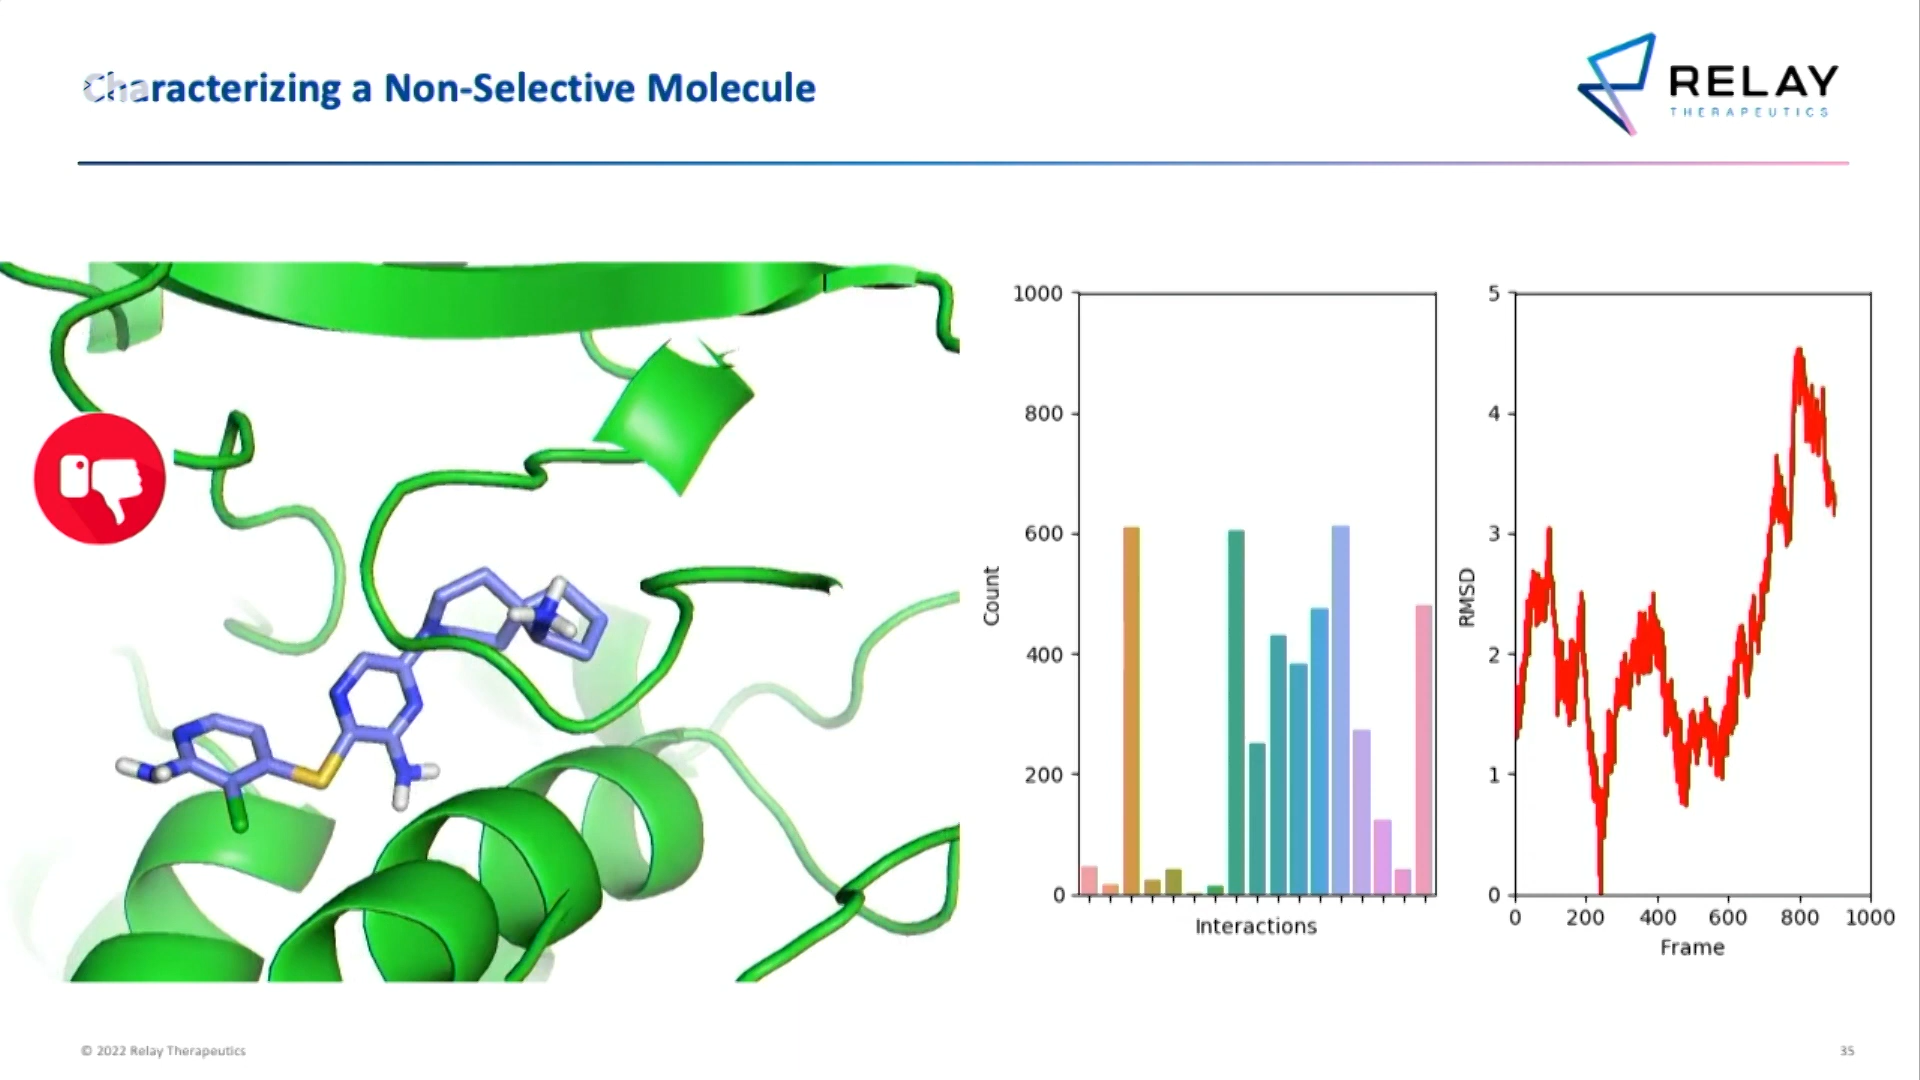 Characterizing a Non-Selective Molecule
RELAY
THERAPEUTICS
1000
800
600
400
200
0
Count
Interactions
5
4
3
2
1
0
RMSD
0 200 400 600 800 1000
Frame
© 2022 Relay Therapeutics
35